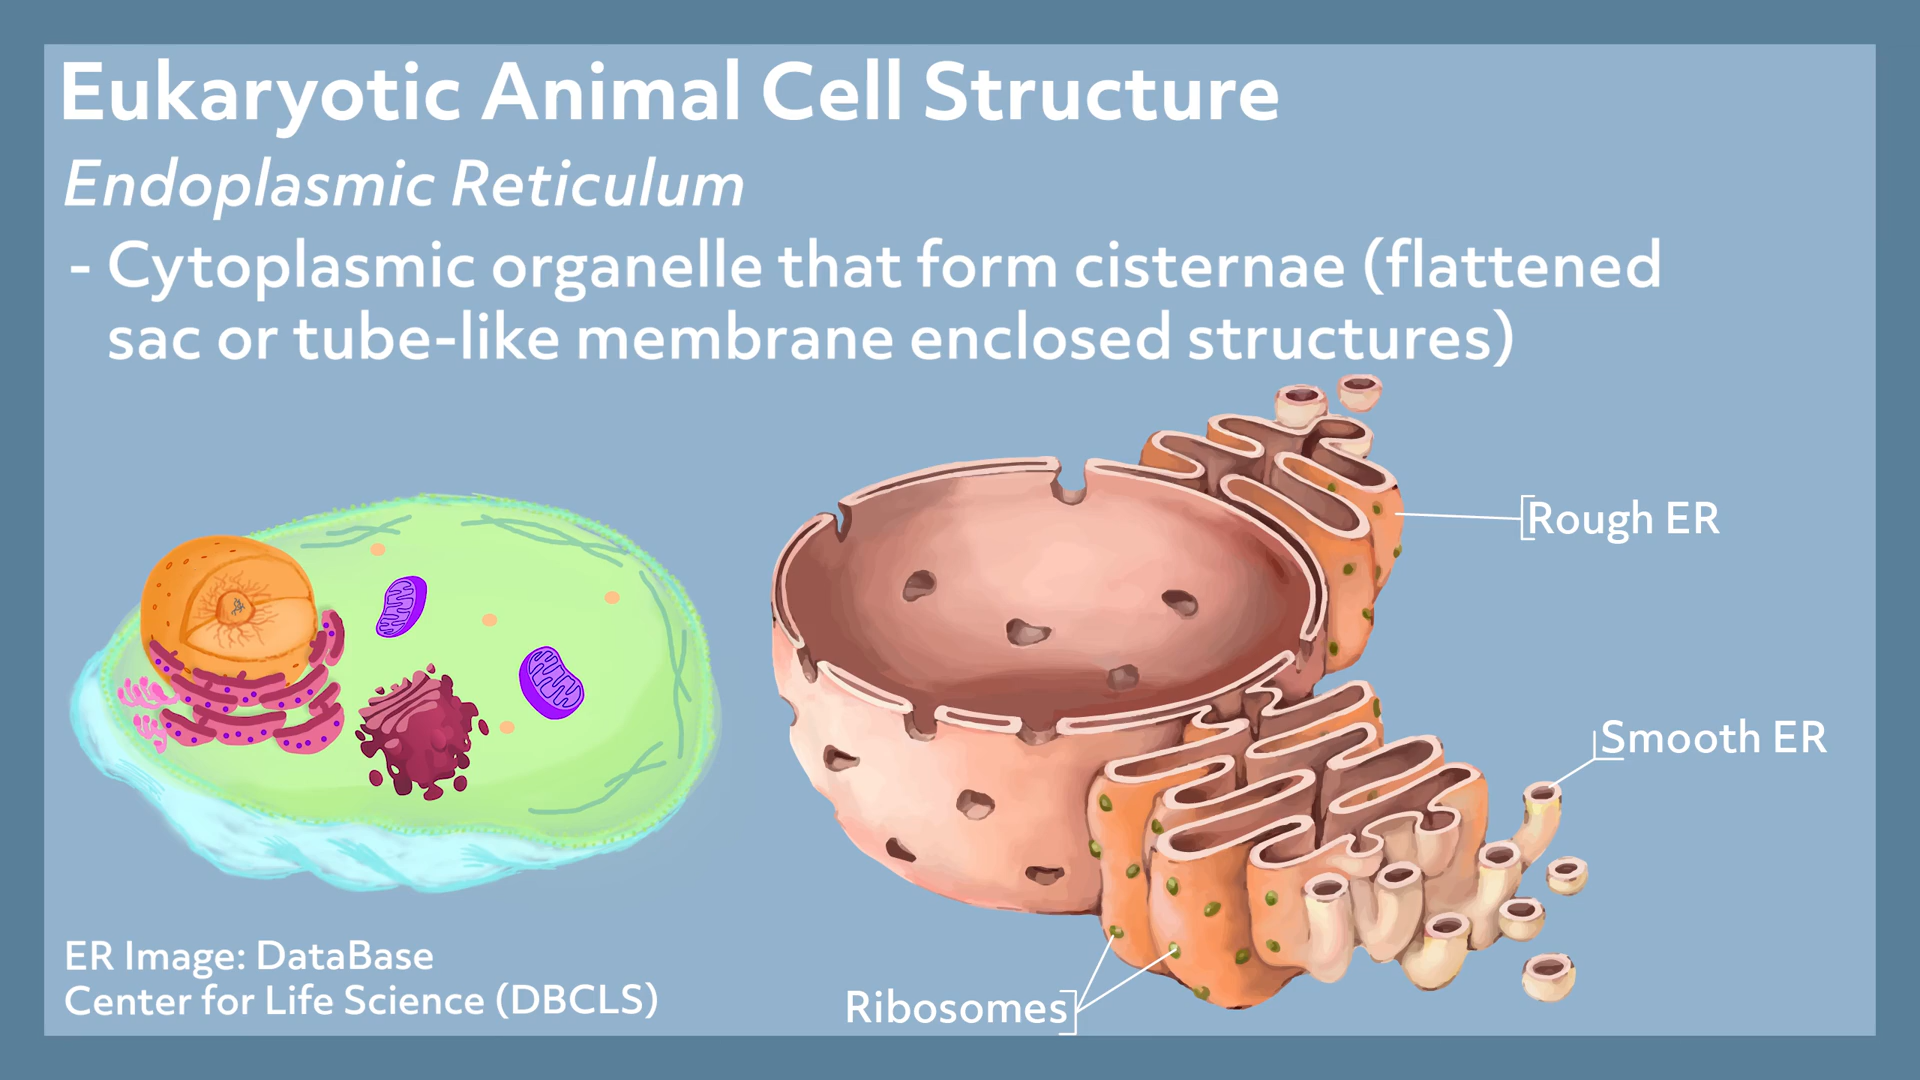 Eukaryotic Animal Cell Structure
Endoplasmic Reticulum
- Cytoplasmic organelle that form cisternae (flattened
sac or tube-like membrane enclosed structures)
Rough ER
Smooth ER
Ribosomes
ER Image: DataBase
Center for Life Science (DBCLS)